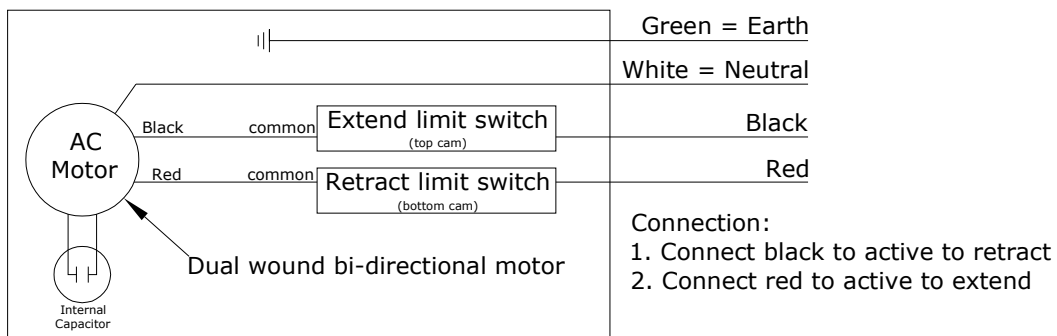 Green = Earth
White = Neutral
AC
Motor
Black
common
Extend limit switch
(top cam)
Black
Red
common
Retract limit switch
(bottom cam)
Red
Dual wound bi-directional motor
Internal
Capacitor
Connection:
1. Connect black to active to retract
2. Connect red to active to extend